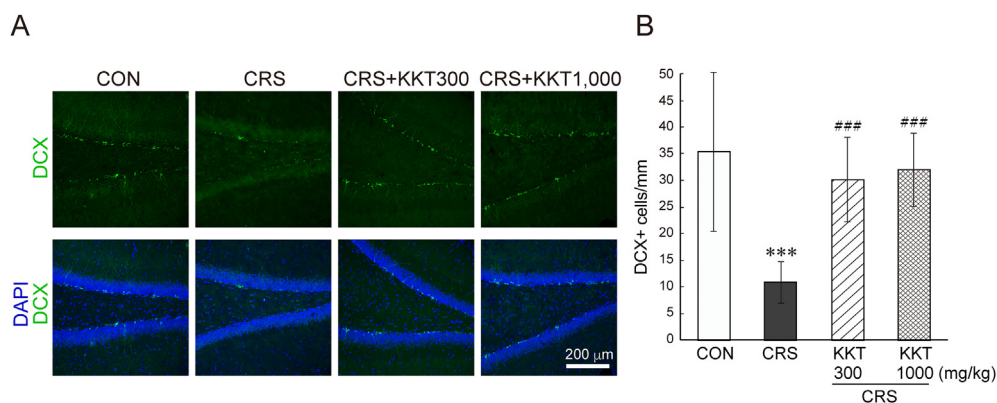 A
CON
CRS
CRS+KKT300
CRS+KKT1,000
DCX
DAPI
DCX
200 μm
B
DCX+ cells/mm
50
45
40
35
30
25
20
15
10
5
0
***
###
###
CON
CRS
KKT
300
KKT
1000
(mg/kg)
CRS